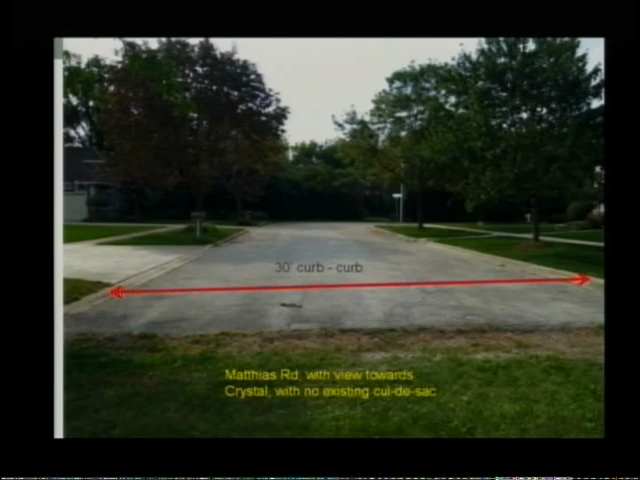 30' curb - curb
Matthias Rd, with view towards
Crystal, with no existing cul-de-sac